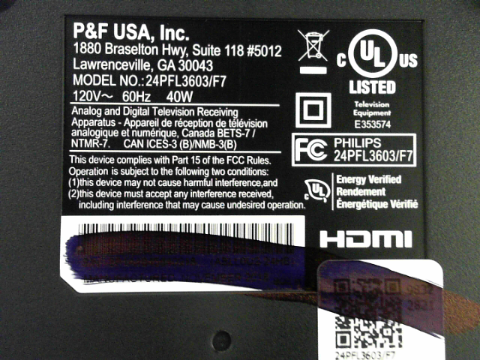 P&F USA, Inc.
1880 Braselton Hwy, Suite 118 #5012
Lawrenceville, GA 30043
MODEL NO.: 24PFL3603/F7
120V～ 60Hz 40W
Analog and Digital Television Receiving
Apparatus - Appareil de réception de télévision
analogique et numérique, Canada BETS-7 /
NTMR-7. CAN ICES-3 (B)/NMB-3(B)
This device complies with Part 15 of the FCC Rules.
Operation is subject to the following two conditions:
(1)this device may not cause harmful interference,and
(2)this device must accept any interference received,
including interference that may cause undesired operation.
C UL US
LISTED
Television
Equipment
E353574
FC
PHILIPS
24PFL3603/F7
UL
Energy Verified
Rendement
Énergétique Vérifié
HDMI
2621
24PFL3603/F7